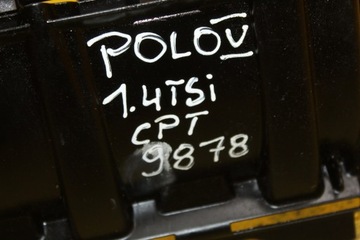 POLO V
1.4TSi
CPT
9878